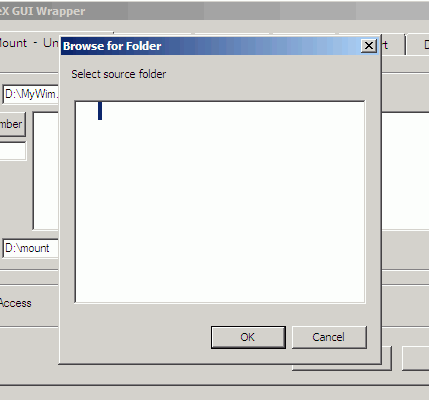 eX GUI Wrapper
Browse for Folder
Mount - Un
Select source folder
D:\MyWim.
mber
D:\mount
Access
OK
Cancel